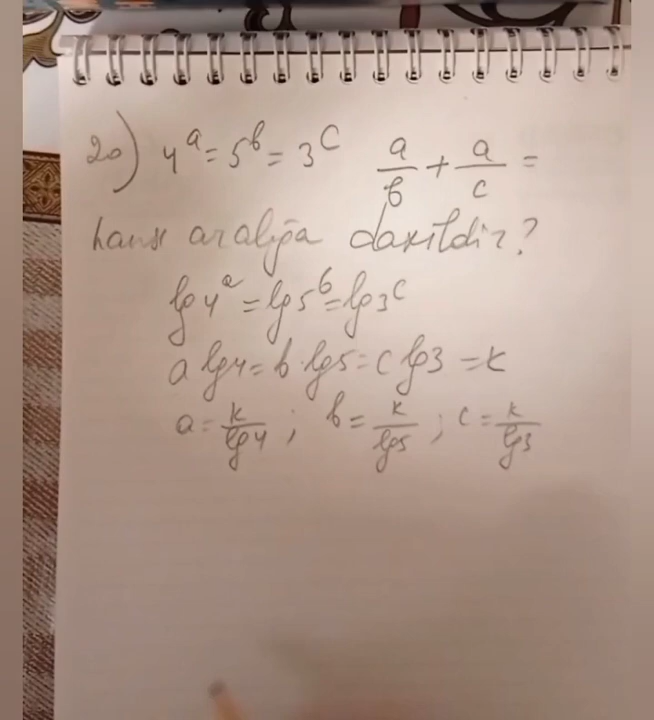 20) 4^a = 5^b = 3^c   a/b + a/c =
hansı aralığa daxildir?
lg4^a = lg5^b = lg3^c
a lg4 = b·lg5 = c lg3 = k
a = k/lg4 ; b = k/lg5 ; c = k/lg3